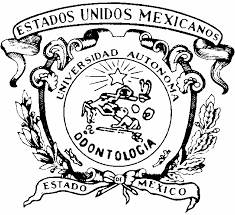 ESTADOS UNIDOS MEXICANOS
UNIVERSIDAD AUTONOMA
ODONTOLOGIA
ESTADO DE MEXICO